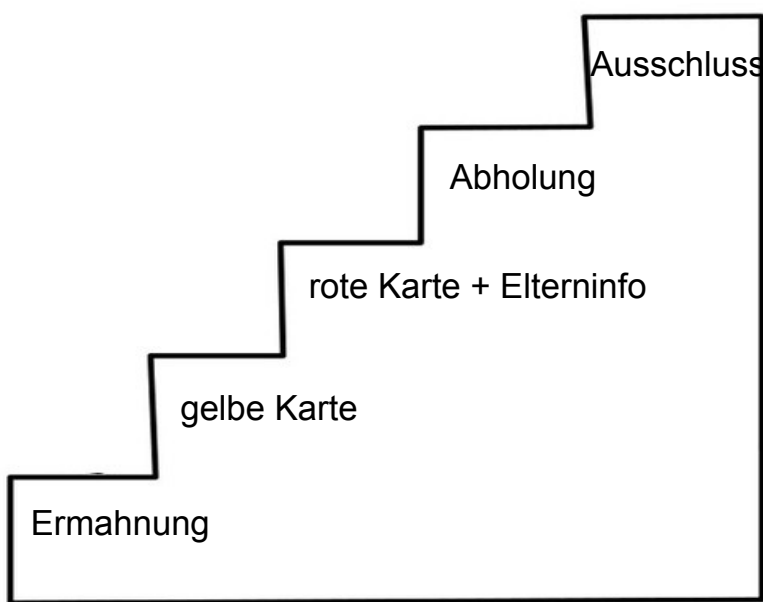 Ausschluss
Abholung
rote Karte + Elterninfo
gelbe Karte
Ermahnung